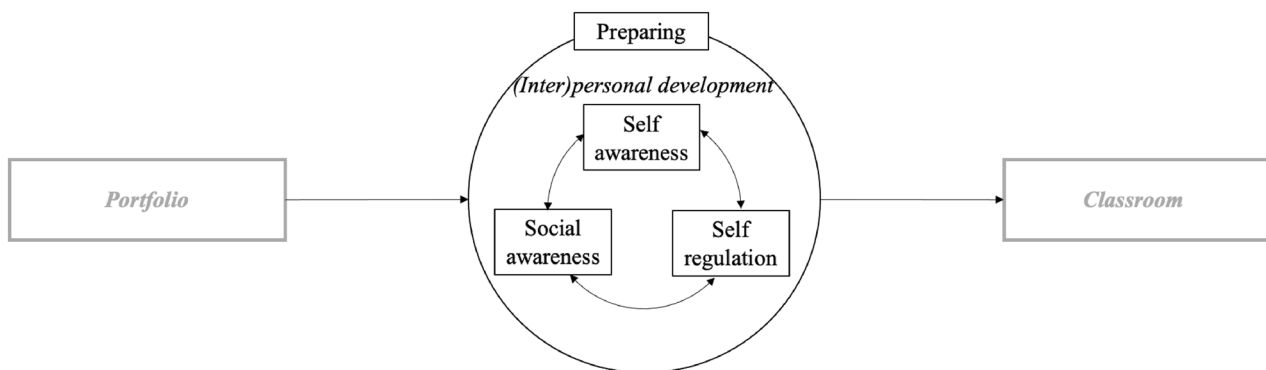 Preparing
(Inter)personal development
Self
awareness
Portfolio
Classroom
Social
awareness
Self
regulation